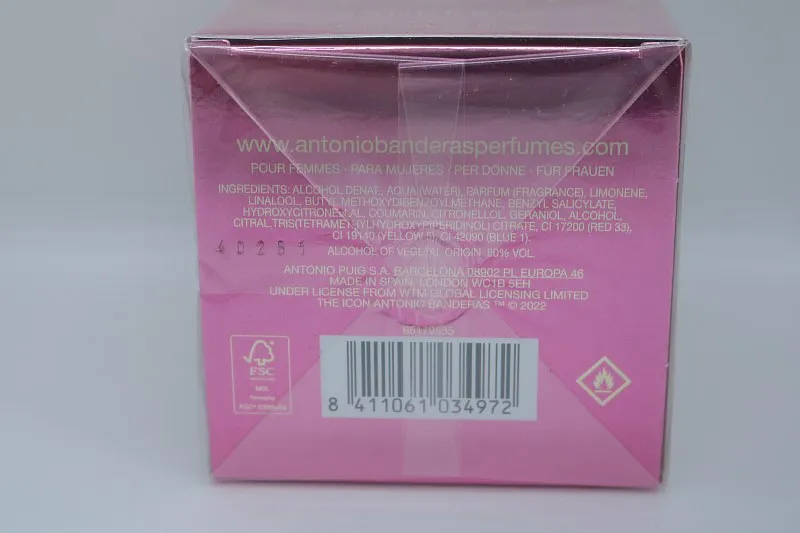 www.antoniobanderasperfumes.com
POUR FEMMES · PARA MUJERES / PER DONNE · FÜR FRAUEN
INGREDIENTS: ALCOHOL DENAT., AQUA (WATER), PARFUM (FRAGRANCE), LIMONENE,
LINALOOL, BUTYL METHOXYDIBENZOYLMETHANE, BENZYL SALICYLATE,
HYDROXYCITRONELLAL, COUMARIN, CITRONELLOL, GERANIOL, ALCOHOL,
CITRAL, TRIS(TETRAMETHYLHYDROXYPIPERIDINOL) CITRATE, CI 17200 (RED 33),
CI 19140 (YELLOW 5), CI 42090 (BLUE 1).
ALCOHOL OF VEGETAL ORIGIN 80% VOL.
ANTONIO PUIG S.A. BARCELONA 08902 PL EUROPA 46
MADE IN SPAIN. LONDON WC1B 5EH
UNDER LICENSE FROM WTM GLOBAL LICENSING LIMITED
THE ICON ANTONIO BANDERAS ™ © 2022
FSC
8 411061 034972